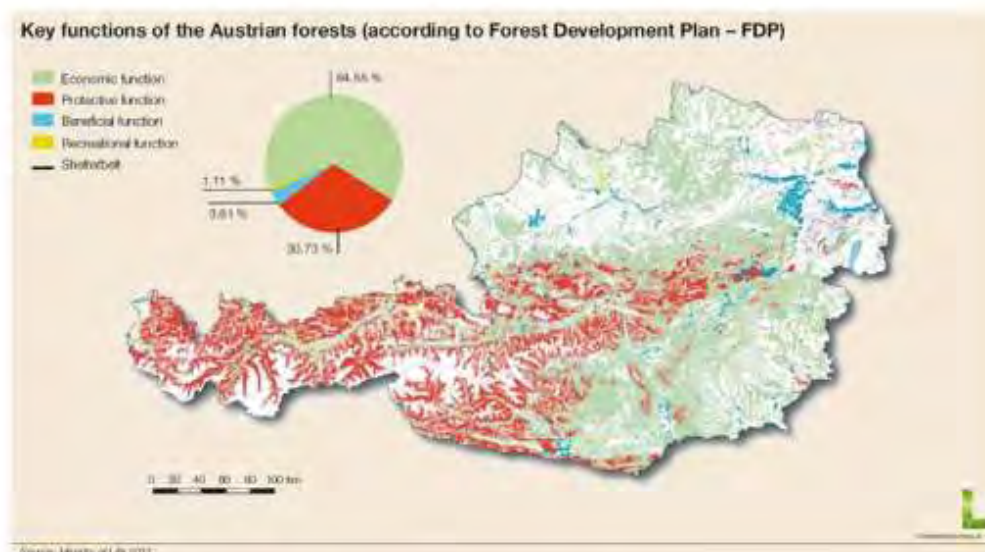 Key functions of the Austrian forests (according to Forest Development Plan – FDP)
Economic function
Protective function
Beneficial function
Recreational function
Shelterbelt
64.55 %
1.11 %
3.61 %
30.73 %
0 20 40 60 80 100 km